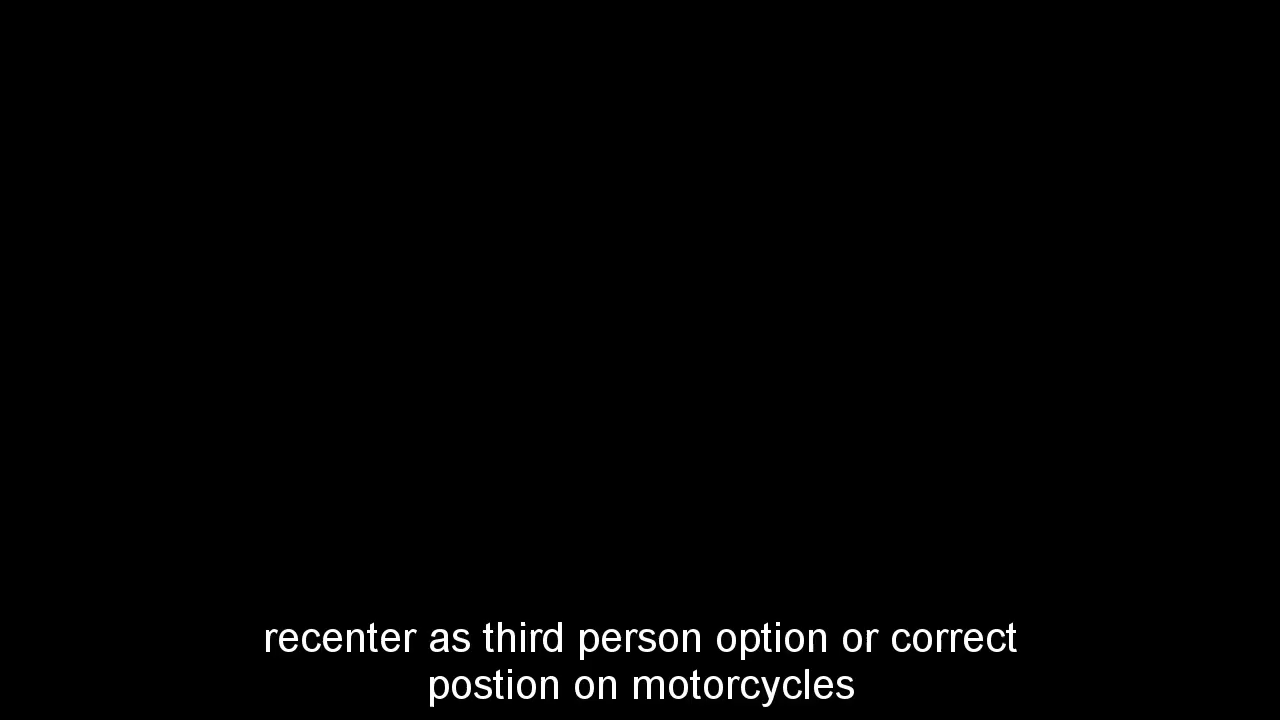 recenter as third person option or correct
postion on motorcycles